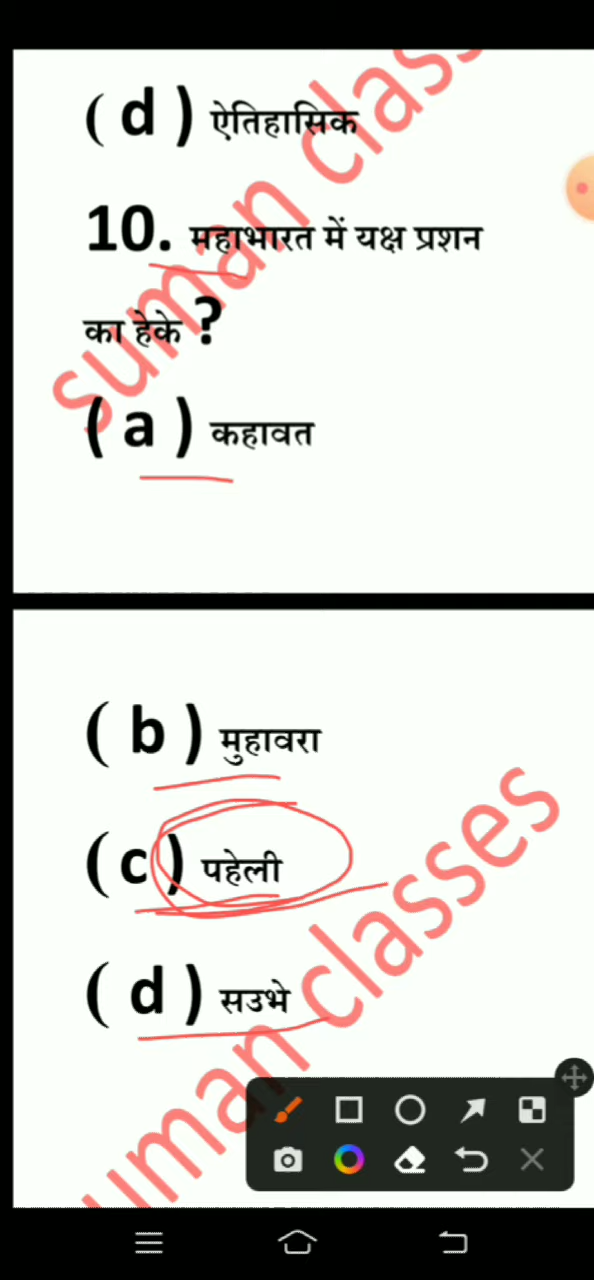 ( d ) ऐतिहासिक
10. महाभारत में यक्ष प्रशन
का हेके ?
( a ) कहावत
suman classes
( b ) मुहावरा
( c ) पहेली
( d ) सउभे
suman classes